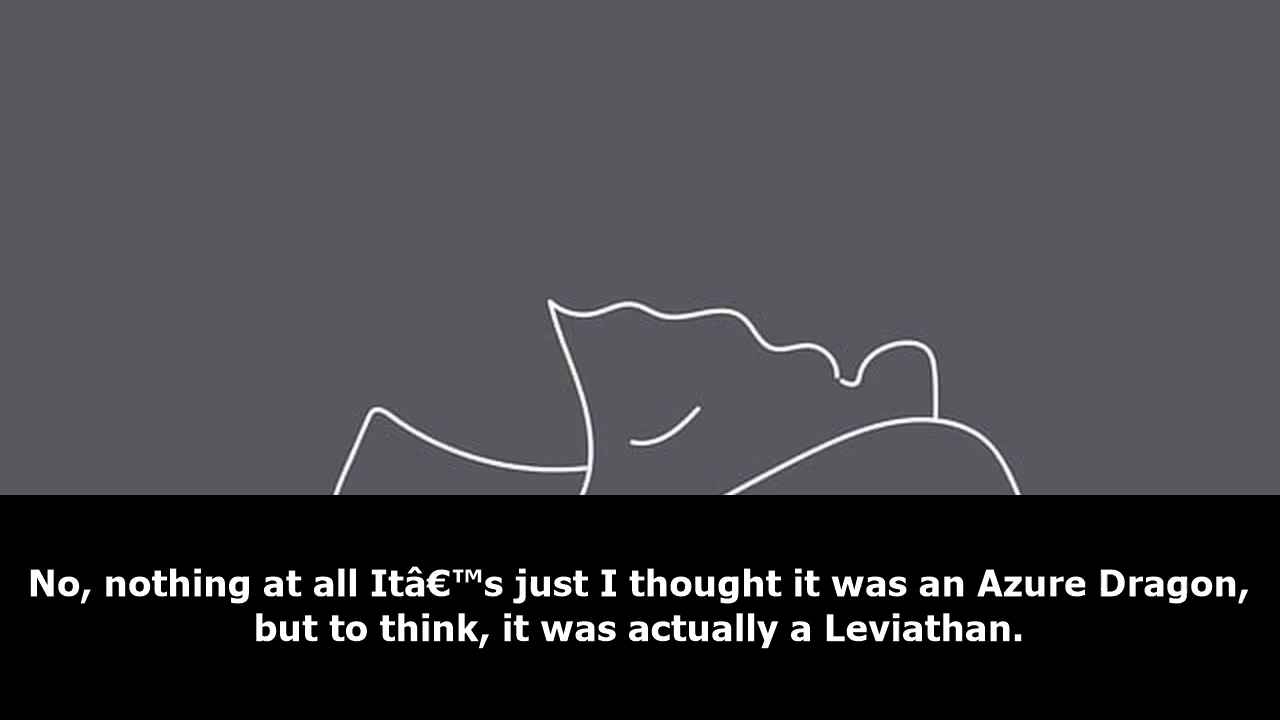 No, nothing at all Itâ€™s just I thought it was an Azure Dragon,
but to think, it was actually a Leviathan.